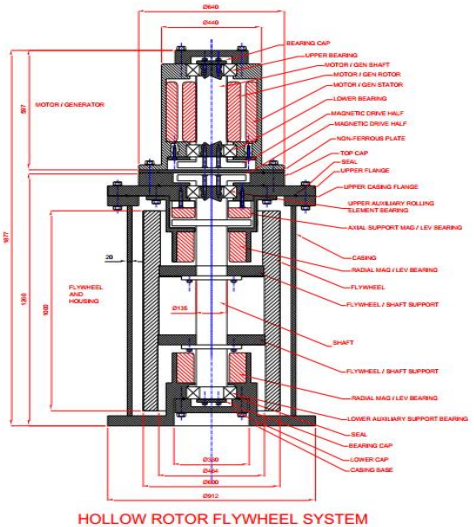 Ø640
Ø440
BEARING CAP
UPPER BEARING
MOTOR / GEN SHAFT
MOTOR / GEN ROTOR
MOTOR / GEN STATOR
LOWER BEARING
MAGNETIC DRIVE HALF
MAGNETIC DRIVE HALF
NON-FERROUS PLATE
TOP CAP
SEAL
UPPER FLANGE
UPPER CASING FLANGE
UPPER AUXILIARY ROLLING
ELEMENT BEARING
AXIAL SUPPORT MAG / LEV BEARING
CASING
RADIAL MAG / LEV BEARING
FLYWHEEL
FLYWHEEL / SHAFT SUPPORT
SHAFT
FLYWHEEL / SHAFT SUPPORT
RADIAL MAG / LEV BEARING
LOWER AUXILIARY SUPPORT BEARING
SEAL
BEARING CAP
LOWER CAP
CASING BASE
MOTOR / GENERATOR
1877
20
FLYWHEEL
AND
HOUSING
1000
Ø135
Ø600
Ø912
HOLLOW ROTOR FLYWHEEL SYSTEM